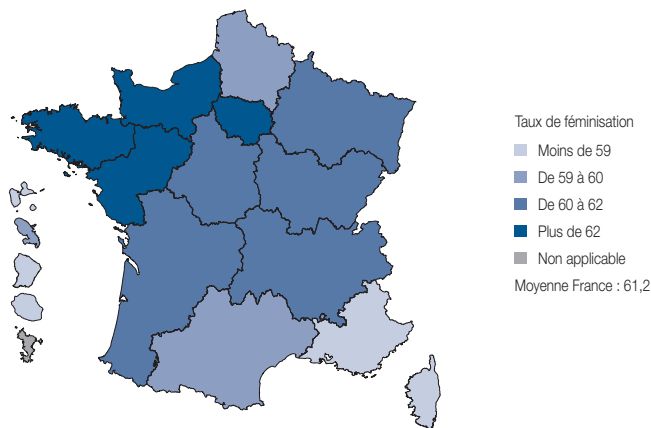 Taux de féminisation
Moins de 59
De 59 à 60
De 60 à 62
Plus de 62
Non applicable
Moyenne France : 61,2